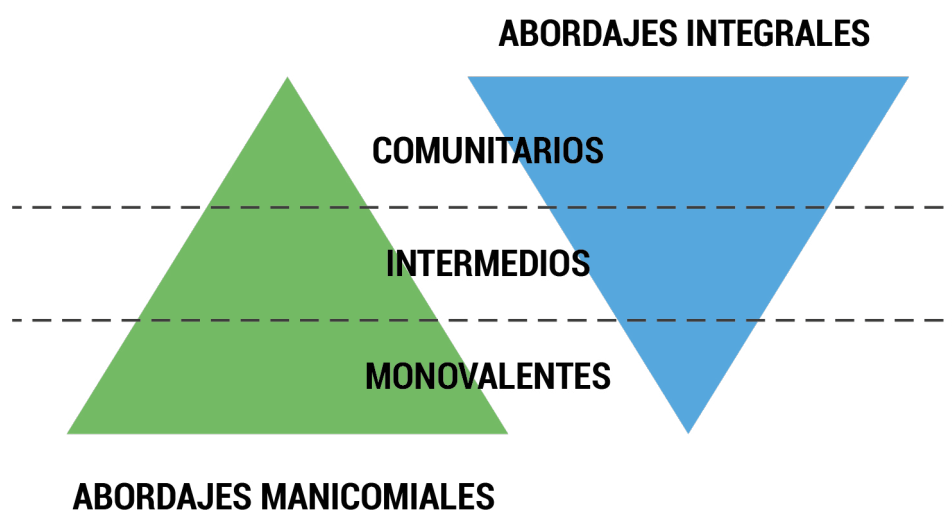 ABORDAJES INTEGRALES
COMUNITARIOS
INTERMEDIOS
MONOVALENTES
ABORDAJES MANICOMIALES